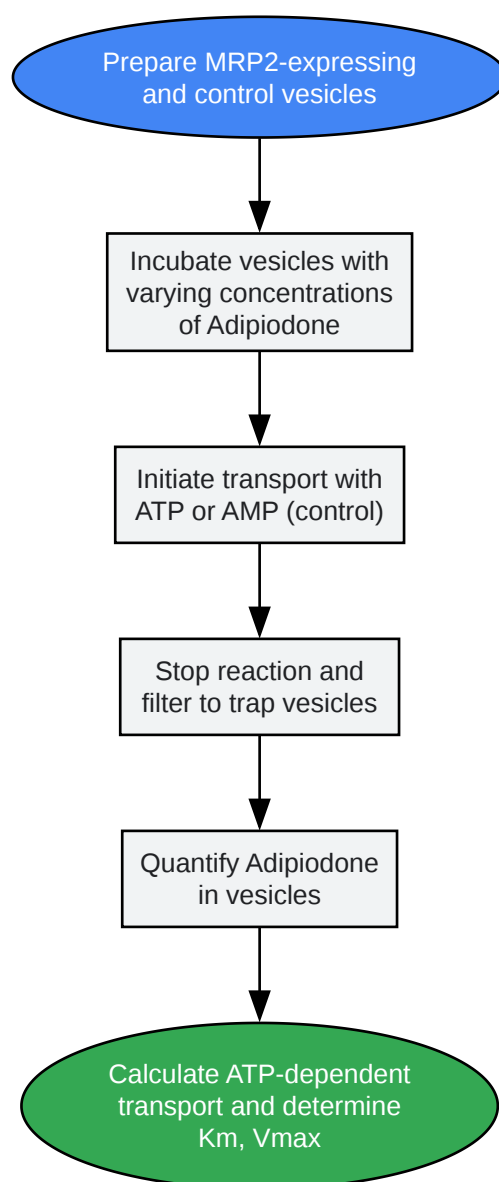 Prepare MRP2-expressing
and control vesicles
Incubate vesicles with
varying concentrations
of Adipiodone
Initiate transport with
ATP or AMP (control)
Stop reaction and
filter to trap vesicles
Quantify Adipiodone
in vesicles
Calculate ATP-dependent
transport and determine
Km, Vmax